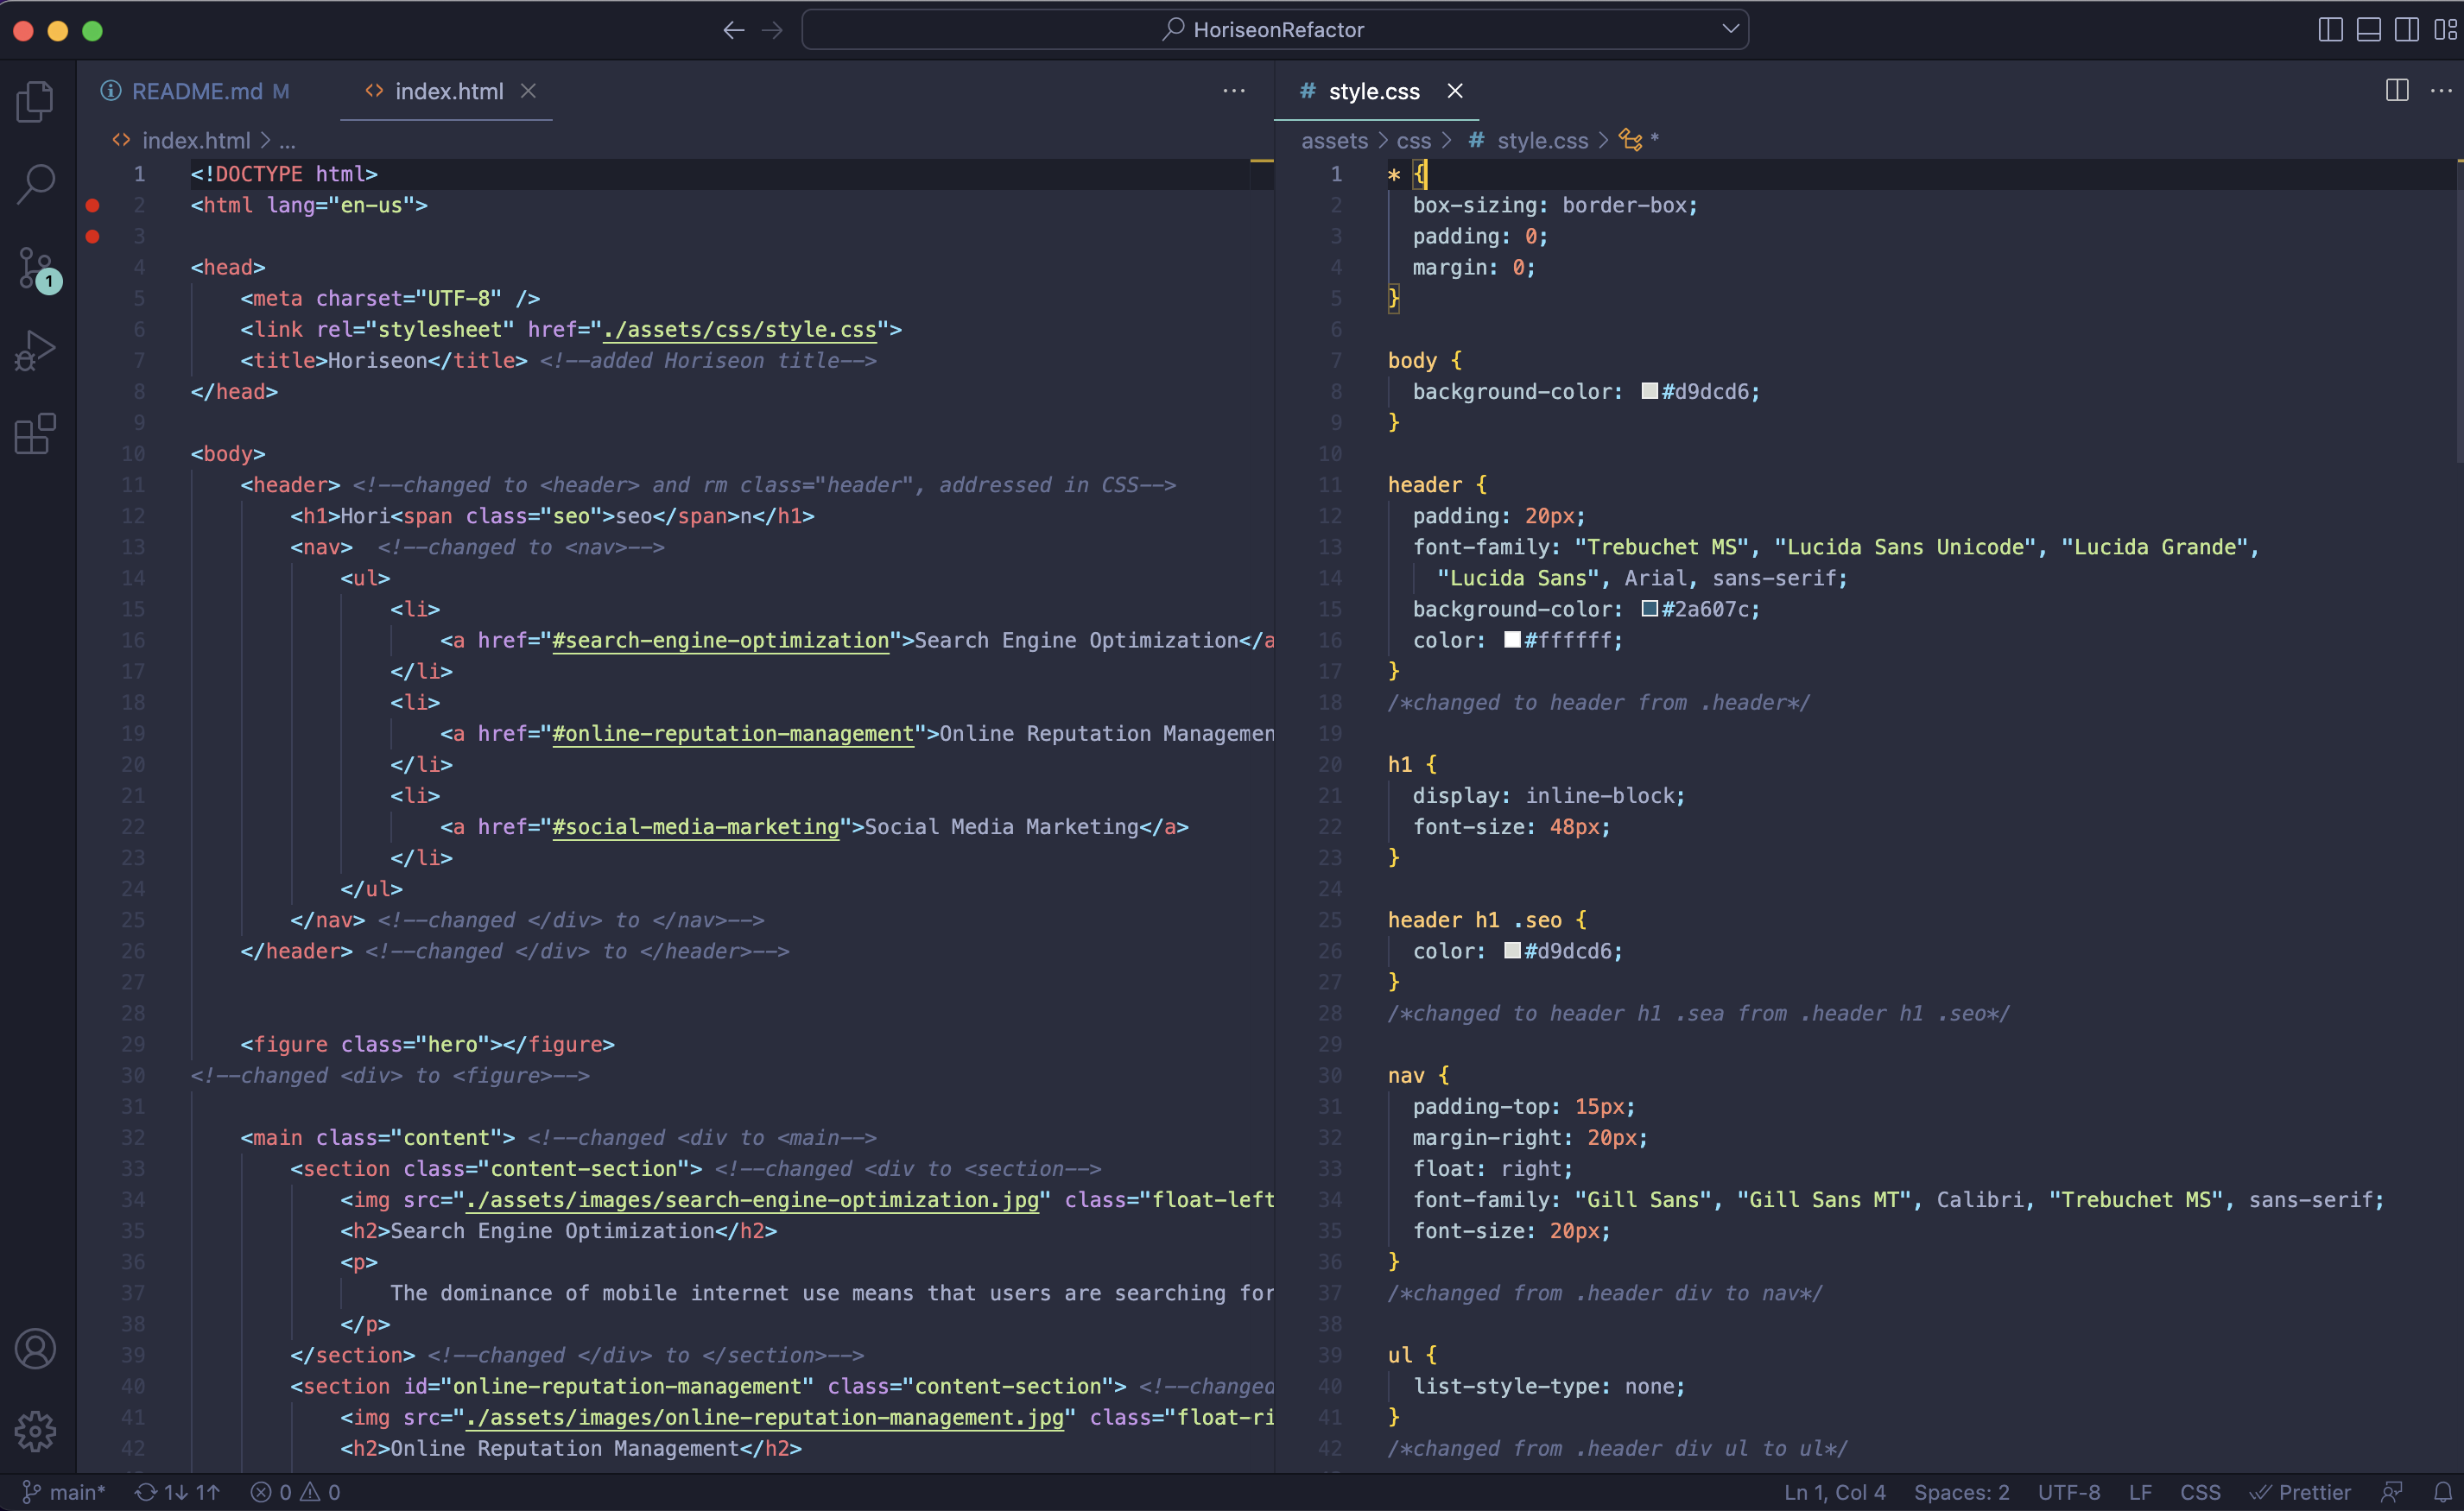 HoriseonRefactor
README.md M
index.html
index.html > ...
1 <!DOCTYPE html>
2 <html lang="en-us">
3
4 <head>
5 <meta charset="UTF-8" />
6 <link rel="stylesheet" href="./assets/css/style.css">
7 <title>Horiseon</title> <!--added Horiseon title-->
8 </head>
9
10 <body>
11 <header> <!--changed to <header> and rm class="header", addressed in CSS-->
12 <h1>Hori<span class="seo">seo</span>n</h1>
13 <nav>  <!--changed to <nav>-->
14 <ul>
15 <li>
16 <a href="#search-engine-optimization">Search Engine Optimization</a
17 </li>
18 <li>
19 <a href="#online-reputation-management">Online Reputation Managemen
20 </li>
21 <li>
22 <a href="#social-media-marketing">Social Media Marketing</a>
23 </li>
24 </ul>
25 </nav> <!--changed </div> to </nav>-->
26 </header> <!--changed </div> to </header>-->
27
28
29 <figure class="hero"></figure>
30 <!--changed <div> to <figure>-->
31
32 <main class="content"> <!--changed <div to <main-->
33 <section class="content-section"> <!--changed <div to <section-->
34 <img src="./assets/images/search-engine-optimization.jpg" class="float-left
35 <h2>Search Engine Optimization</h2>
36 <p>
37 The dominance of mobile internet use means that users are searching for
38 </p>
39 </section> <!--changed </div> to </section>-->
40 <section id="online-reputation-management" class="content-section"> <!--changed
41 <img src="./assets/images/online-reputation-management.jpg" class="float-ri
42 <h2>Online Reputation Management</h2>
# style.css
assets > css > # style.css > *
1 * {
2 box-sizing: border-box;
3 padding: 0;
4 margin: 0;
5 }
6
7 body {
8 background-color: #d9dcd6;
9 }
10
11 header {
12 padding: 20px;
13 font-family: "Trebuchet MS", "Lucida Sans Unicode", "Lucida Grande",
14 "Lucida Sans", Arial, sans-serif;
15 background-color: #2a607c;
16 color: #ffffff;
17 }
18 /*changed to header from .header*/
19
20 h1 {
21 display: inline-block;
22 font-size: 48px;
23 }
24
25 header h1 .seo {
26 color: #d9dcd6;
27 }
28 /*changed to header h1 .sea from .header h1 .seo*/
29
30 nav {
31 padding-top: 15px;
32 margin-right: 20px;
33 float: right;
34 font-family: "Gill Sans", "Gill Sans MT", Calibri, "Trebuchet MS", sans-serif;
35 font-size: 20px;
36 }
37 /*changed from .header div to nav*/
38
39 ul {
40 list-style-type: none;
41 }
42 /*changed from .header div ul to ul*/
1
main* 1↓ 1↑ 0 0
Ln 1, Col 4 Spaces: 2 UTF-8 LF CSS Prettier